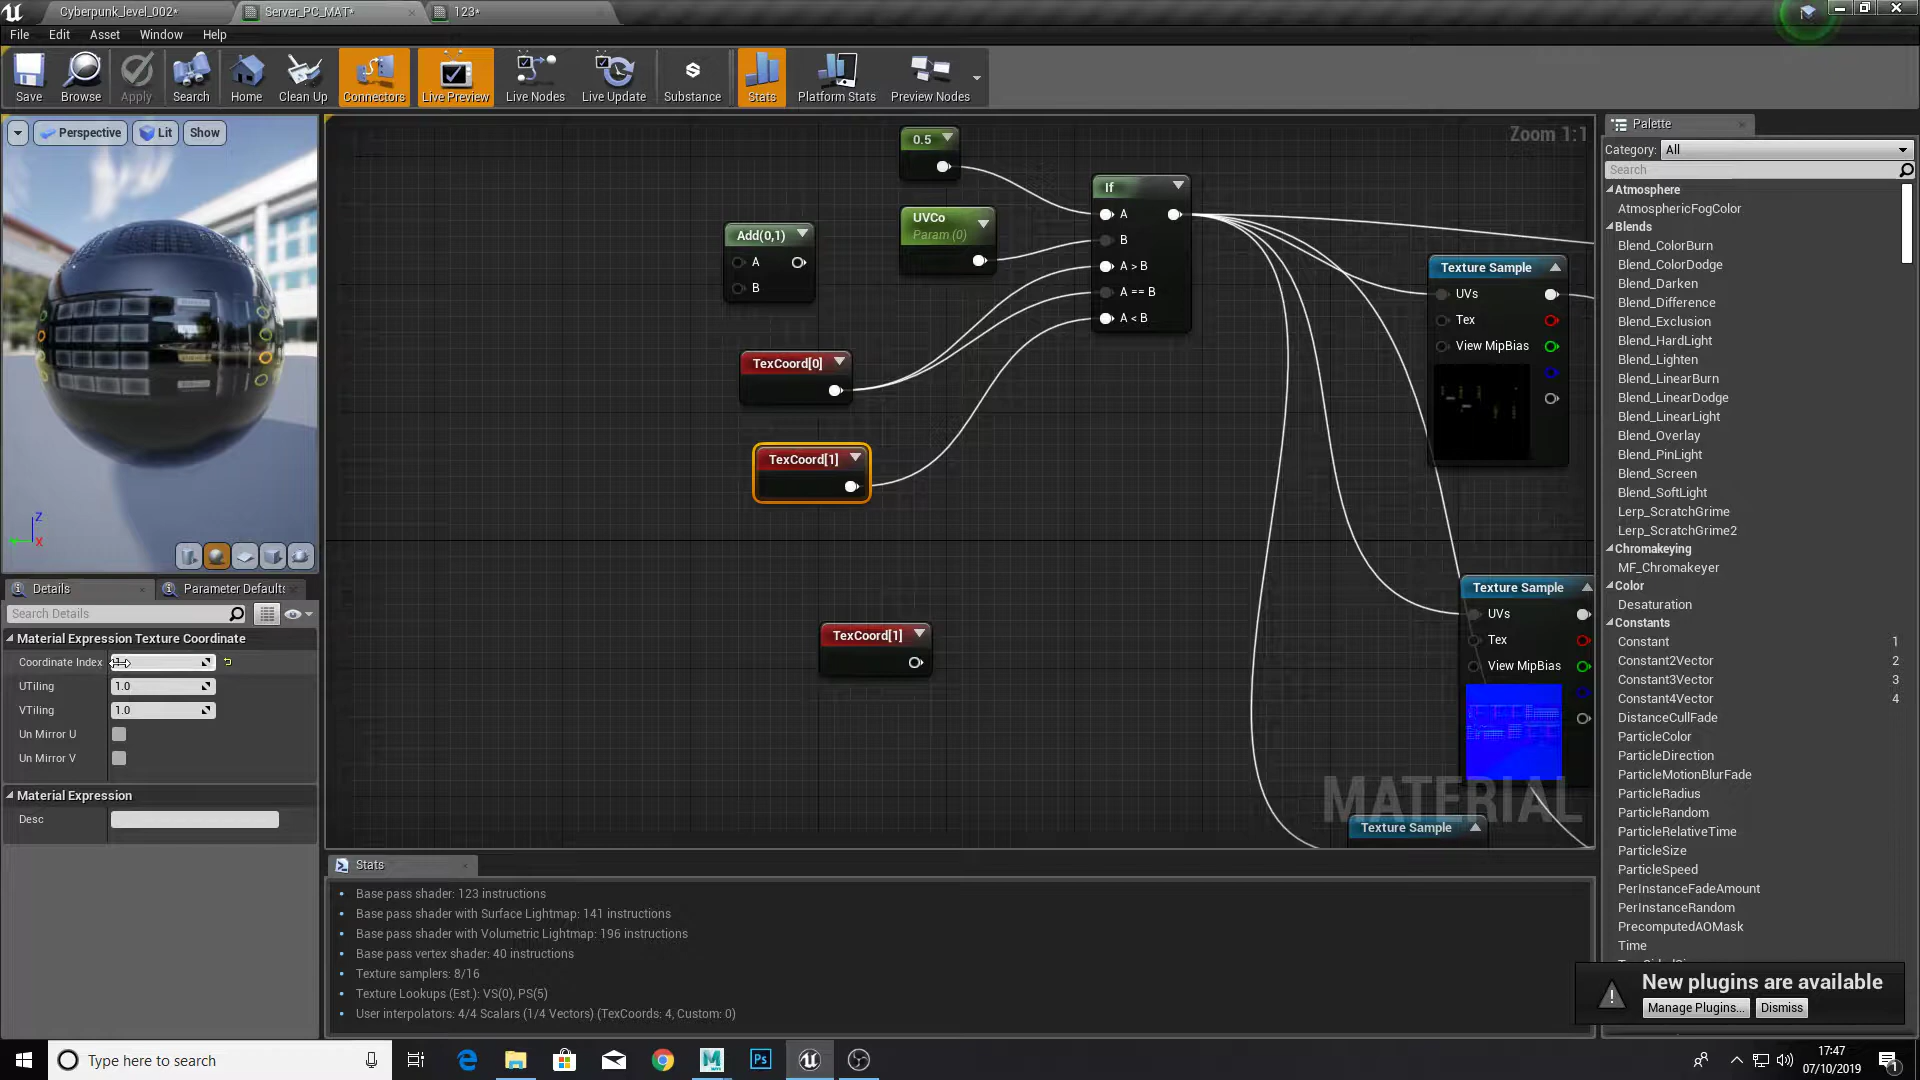 Cyberpunk_level_002*
Server_PC_MAT*
123*
File Edit Asset Window Help
Save Browse Apply Search Home Clean Up Connectors Live Preview Live Nodes Live Update Substance Stats Platform Stats Preview Nodes
Perspective Lit Show
Zoom 1:1
0.5
If
A
B
A > B
A == B
A < B
UVCo
Param (0)
Add(0,1)
A
B
TexCoord[0]
TexCoord[1]
TexCoord[1]
Texture Sample
UVs
Tex
View MipBias
Texture Sample
UVs
Tex
View MipBias
Texture Sample
MATERIAL
Z
X
Details
Parameter Defaults
Search Details
Material Expression Texture Coordinate
Coordinate Index
UTiling 1.0
VTiling 1.0
Un Mirror U
Un Mirror V
Material Expression
Desc
Stats
Base pass shader: 123 instructions
Base pass shader with Surface Lightmap: 141 instructions
Base pass shader with Volumetric Lightmap: 196 instructions
Base pass vertex shader: 40 instructions
Texture samplers: 8/16
Texture Lookups (Est.): VS(0), PS(5)
User interpolators: 4/4 Scalars (1/4 Vectors) (TexCoords: 4, Custom: 0)
Palette
Category: All
Search
Atmosphere
AtmosphericFogColor
Blends
Blend_ColorBurn
Blend_ColorDodge
Blend_Darken
Blend_Difference
Blend_Exclusion
Blend_HardLight
Blend_Lighten
Blend_LinearBurn
Blend_LinearDodge
Blend_LinearLight
Blend_Overlay
Blend_PinLight
Blend_Screen
Blend_SoftLight
Lerp_ScratchGrime
Lerp_ScratchGrime2
Chromakeying
MF_Chromakeyer
Color
Desaturation
Constants
Constant 1
Constant2Vector 2
Constant3Vector 3
Constant4Vector 4
DistanceCullFade
ParticleColor
ParticleDirection
ParticleMotionBlurFade
ParticleRadius
ParticleRandom
ParticleRelativeTime
ParticleSize
ParticleSpeed
PerInstanceFadeAmount
PerInstanceRandom
PrecomputedAOMask
Time
New plugins are available
Manage Plugins... Dismiss
Type here to search
Ps
17:47
07/10/2019
1